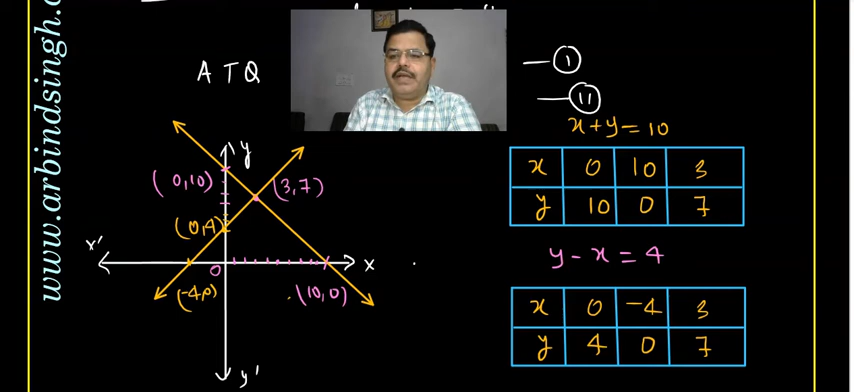 www.arbindsingh.c
A T Q
①
⑪
x+y=10
x 0 10 3
y 10 0 7
y-x=4
x 0 -4 3
y 4 0 7
y
(0,10)
(3,7)
(0,4)
x'
0
x
(-4,0)
(10,0)
y'